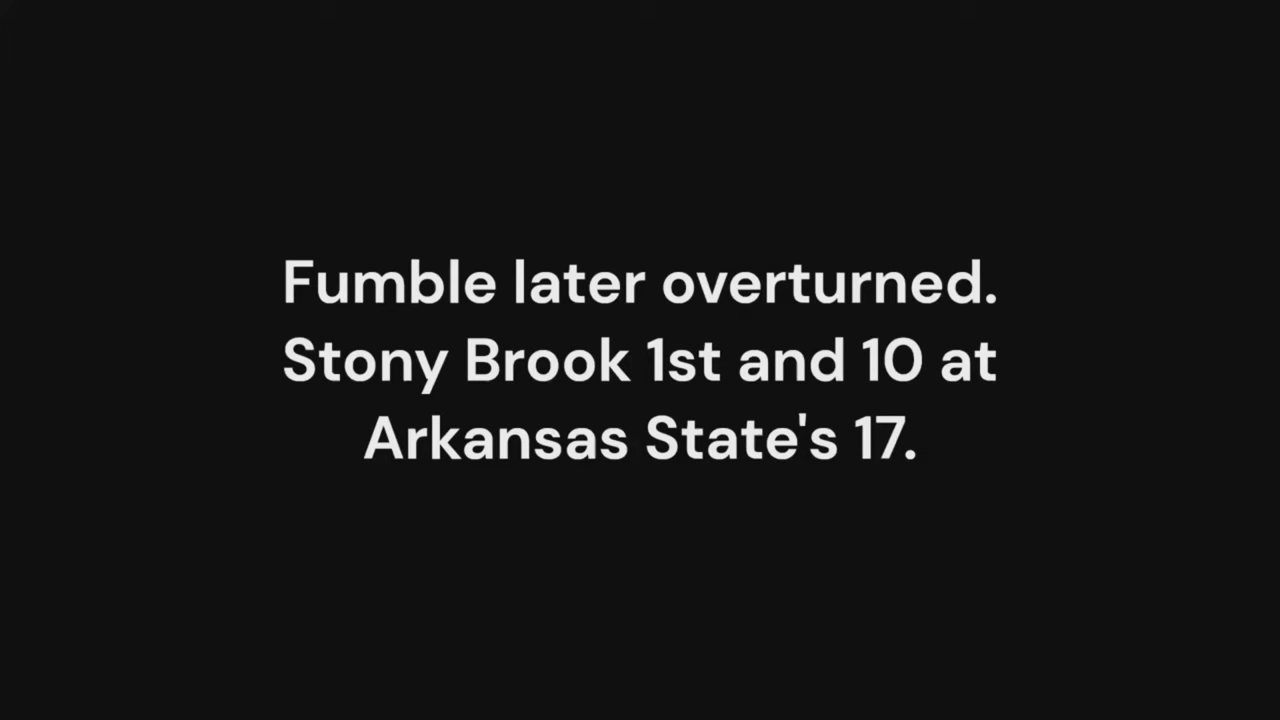 Fumble later overturned.
Stony Brook 1st and 10 at
Arkansas State's 17.